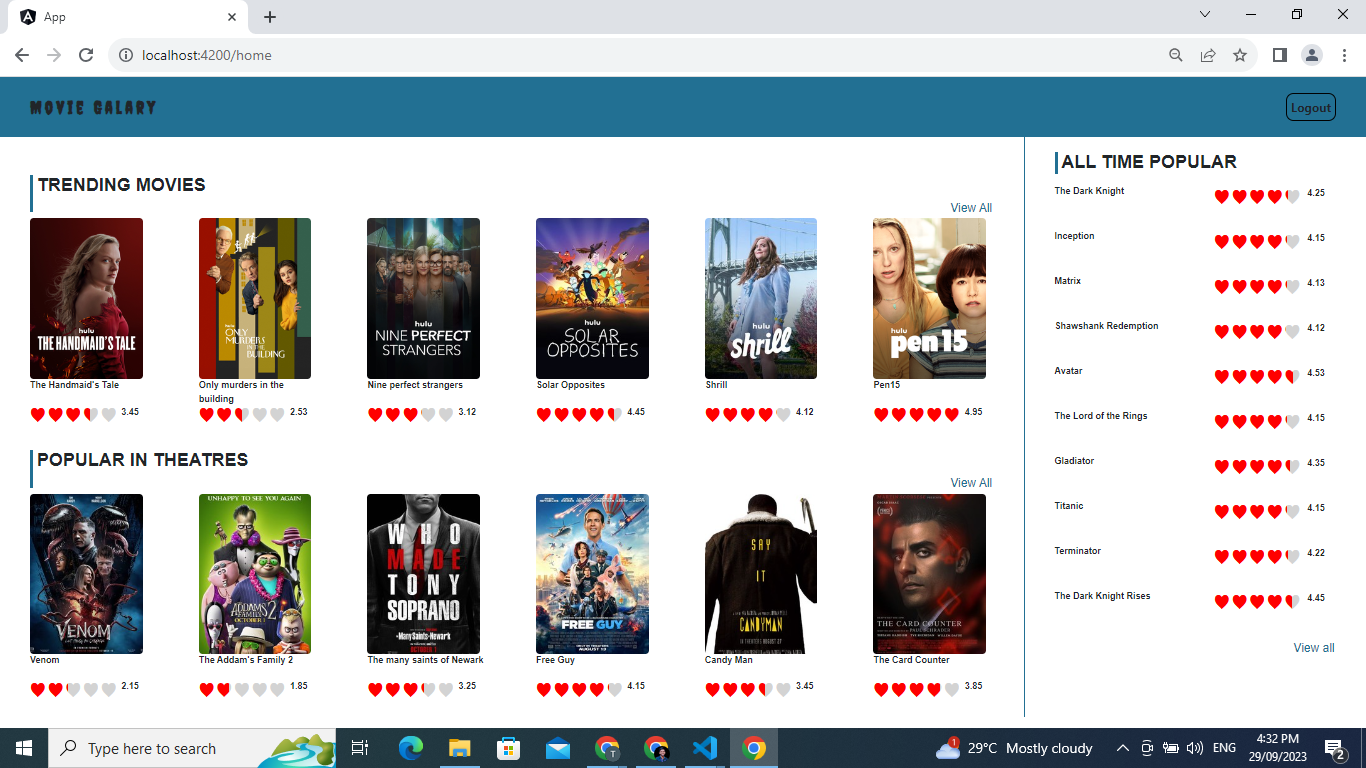 App
localhost:4200/home
MOVIE GALARY
Logout
TRENDING MOVIES
View All
hulu
THE HANDMAID'S TALE
ONLY
MURDERS
IN THE
BUILDING
hulu
NINE PERFECT
STRANGERS
hulu
SOLAR
OPPOSITES
hulu
shrill
hulu
pen15
The Handmaid's Tale
Only murders in the
building
Nine perfect strangers
Solar Opposites
Shrill
Pen15
3.45
2.53
3.12
4.45
4.12
4.95
POPULAR IN THEATRES
View All
VENOM
UNHAPPY TO SEE YOU AGAIN
ADDAMS
FAMILY 2
OCTOBER 1
WHO
MADE
TONY
SOPRANO
#ManySaintsofNewark
FREE GUY
AUGUST 13
SAY
IT
CANDYMAN
THE CARD COUNTER
Venom
The Addam's Family 2
The many saints of Newark
Free Guy
Candy Man
The Card Counter
2.15
1.85
3.25
4.15
3.45
3.85
ALL TIME POPULAR
The Dark Knight 4.25
Inception 4.15
Matrix 4.13
Shawshank Redemption 4.12
Avatar 4.53
The Lord of the Rings 4.15
Gladiator 4.35
Titanic 4.15
Terminator 4.22
The Dark Knight Rises 4.45
View all
Type here to search
T
1
29°C Mostly cloudy
ENG
4:32 PM
29/09/2023
2